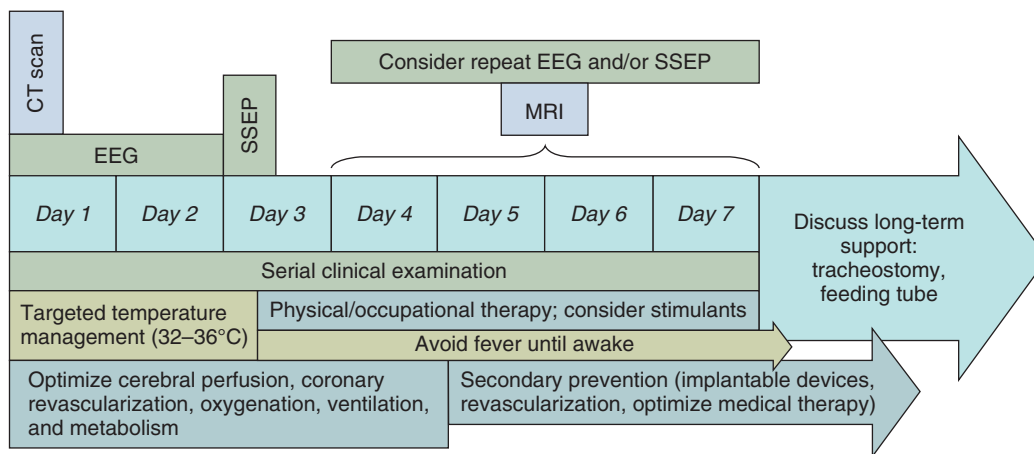 CT scan
EEG
SSEP
Consider repeat EEG and/or SSEP
MRI
Day 1
Day 2
Day 3
Day 4
Day 5
Day 6
Day 7
Discuss long-term
support:
tracheostomy,
feeding tube
Serial clinical examination
Targeted temperature
management (32–36°C)
Physical/occupational therapy; consider stimulants
Avoid fever until awake
Optimize cerebral perfusion, coronary
revascularization, oxygenation, ventilation,
and metabolism
Secondary prevention (implantable devices,
revascularization, optimize medical therapy)